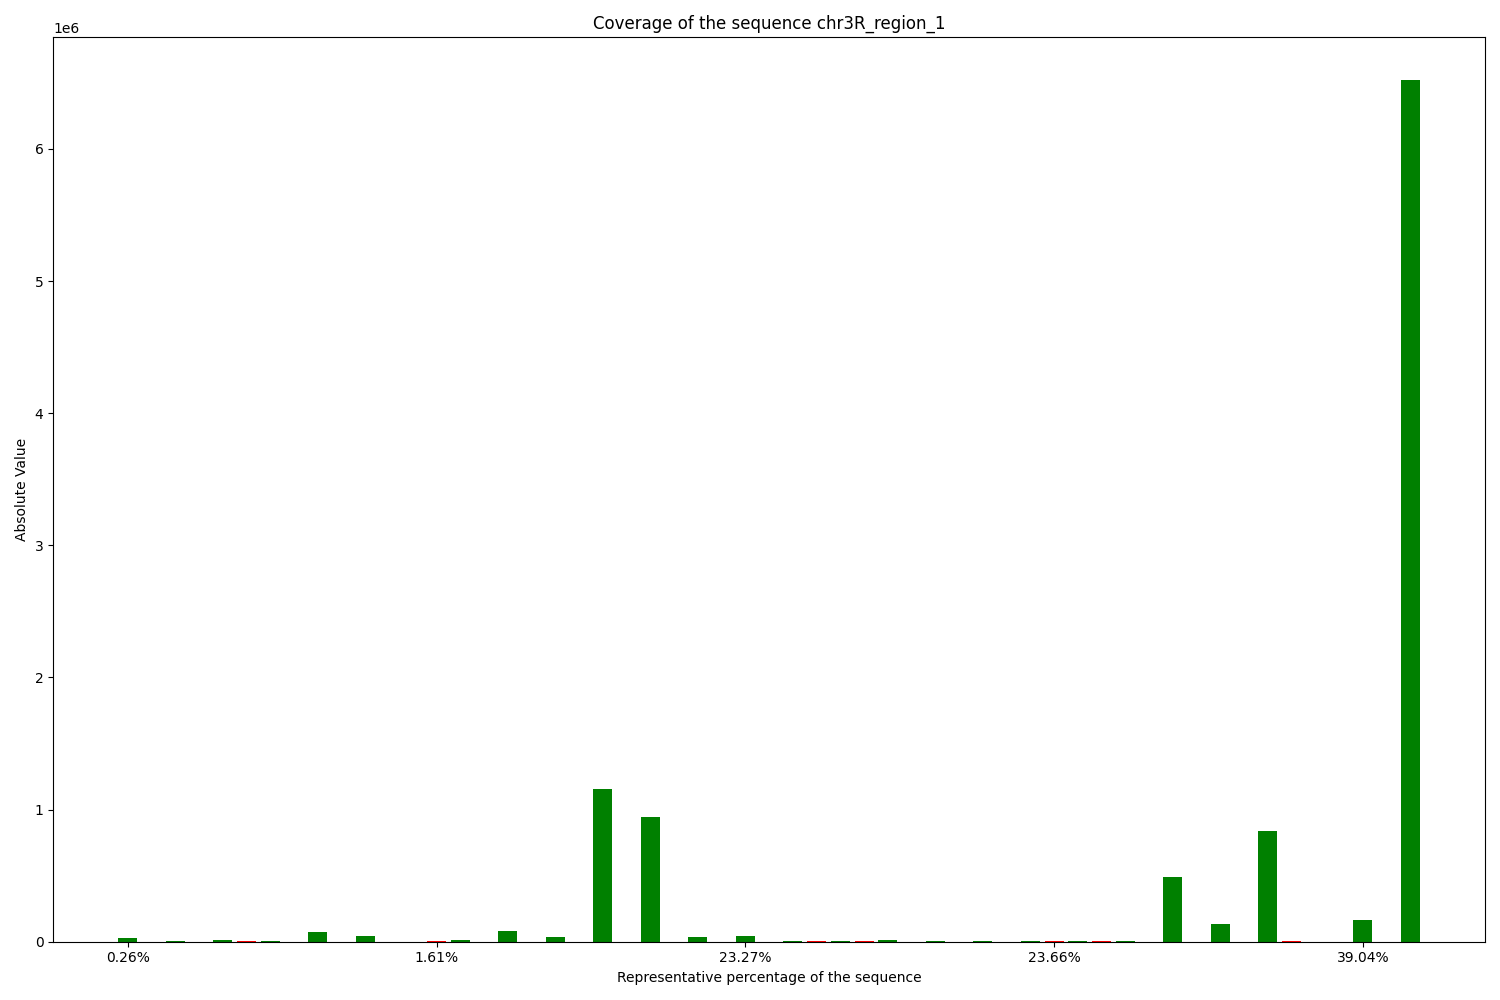 Coverage of the sequence chr3R_region_1
1e6
6
5
4
3
2
1
0
Absolute Value
0.26% 1.61% 23.27% 23.66% 39.04%
Representative percentage of the sequence